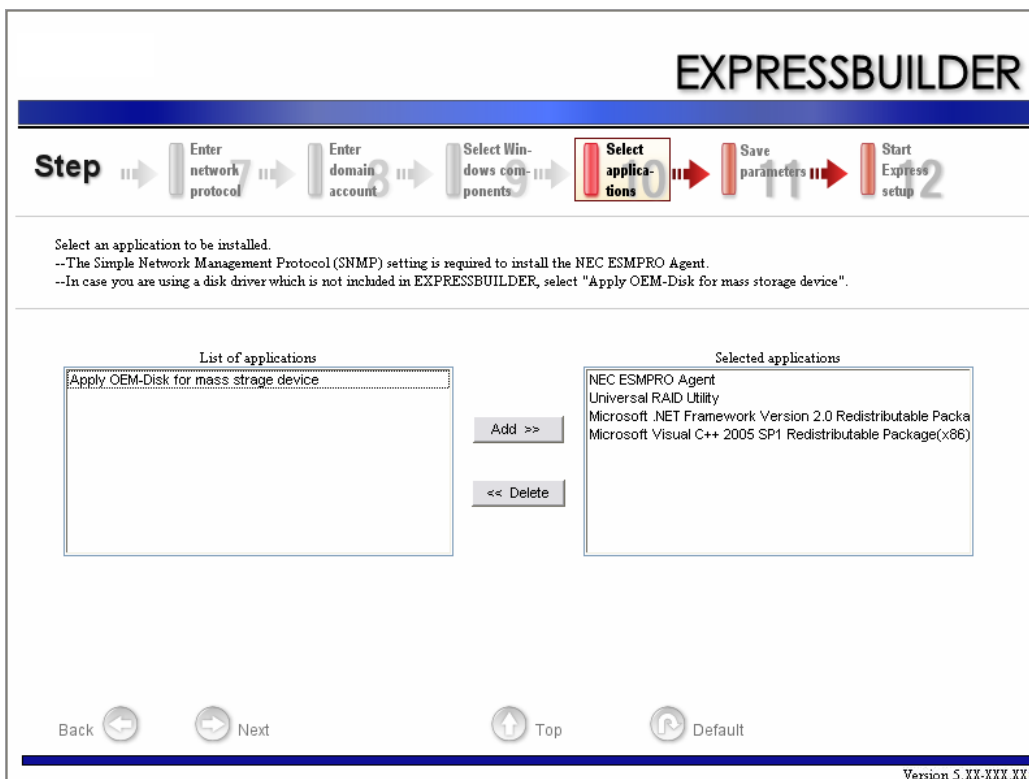 EXPRESSBUILDER
Step
Enter
network
protocol
7
Enter
domain
account
8
Select Win-
dows com-
ponents
9
Select
applica-
tions
10
Save
parameters
11
Start
Express
setup
12
Select an application to be installed.
--The Simple Network Management Protocol (SNMP) setting is required to install the NEC ESMPRO Agent.
--In case you are using a disk driver which is not included in EXPRESSBUILDER, select "Apply OEM-Disk for mass storage device".
List of applications
Apply OEM-Disk for mass strage device
Add >>
<< Delete
Selected applications
NEC ESMPRO Agent
Universal RAID Utility
Microsoft .NET Framework Version 2.0 Redistributable Packa
Microsoft Visual C++ 2005 SP1 Redistributable Package(x86)
Back
Next
Top
Default
Version 5.XX-XXX.XX